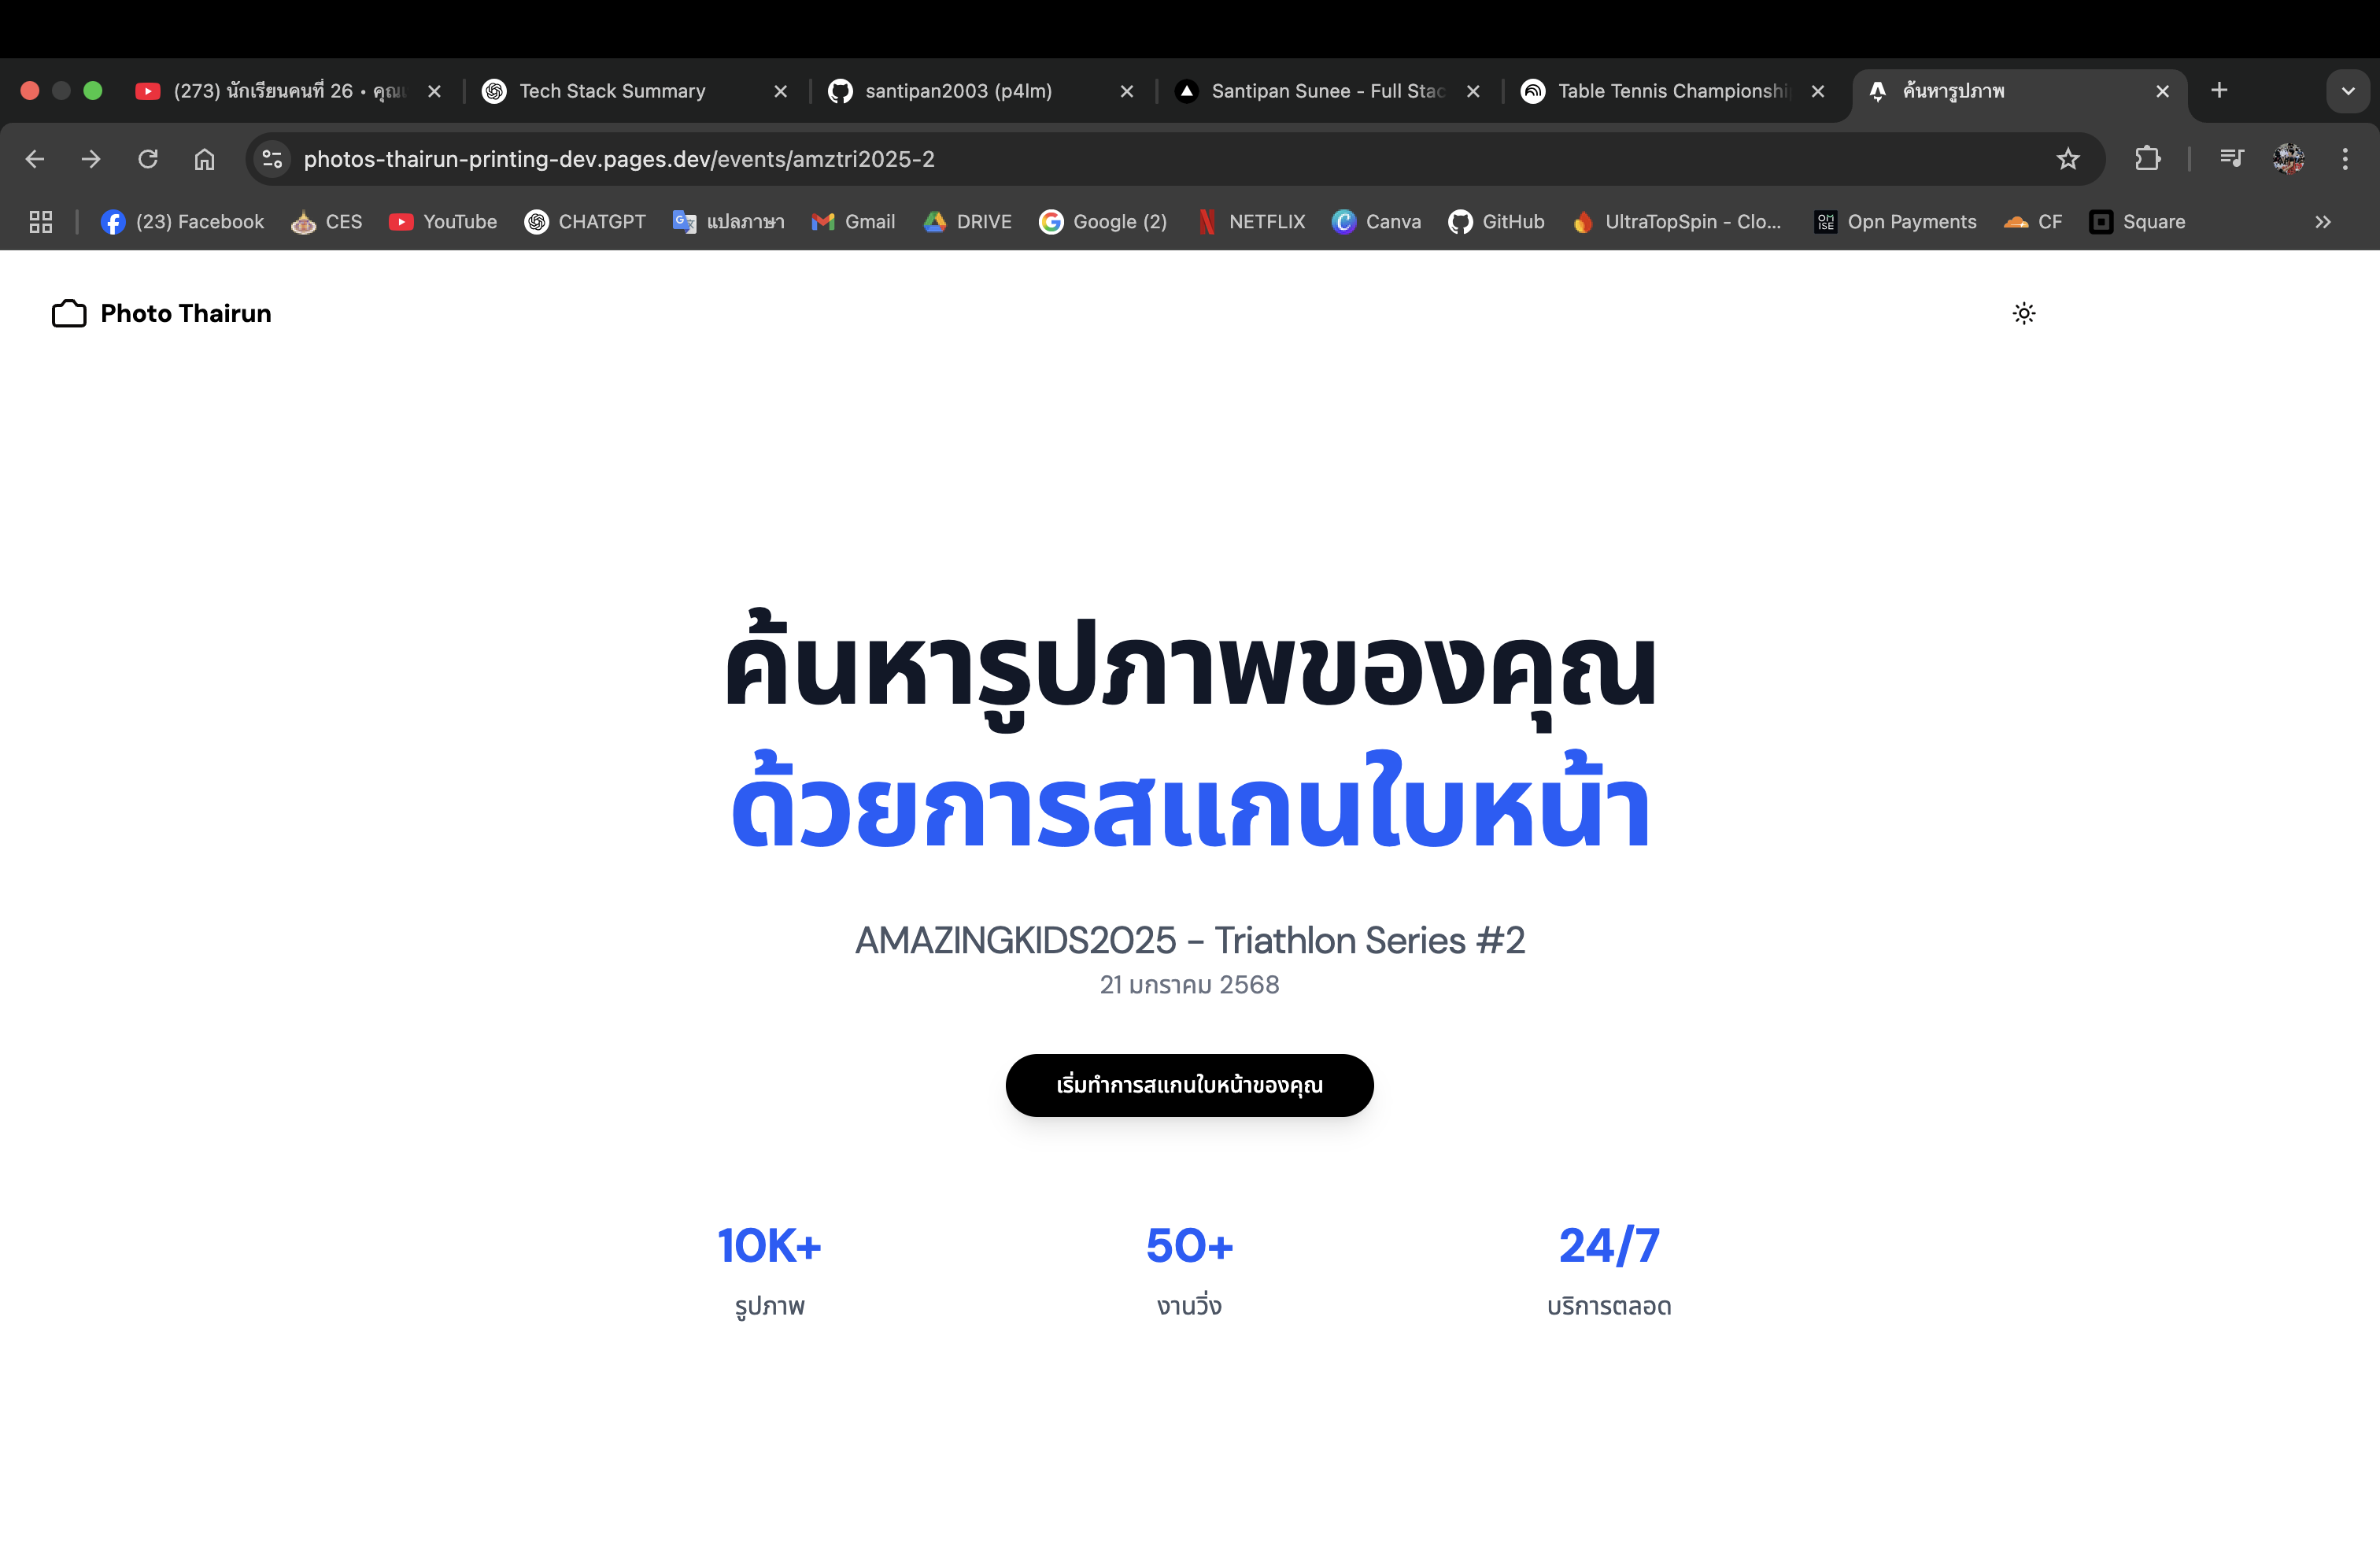 (273) นักเรียนคนที่ 26 •
Tech Stack Summary
santipan2003 (p4lm)
Santipan Sunee - Full Stac
Table Tennis Championshi
ค้นหารูปภาพ
photos-thairun-printing-dev.pages.dev/events/amztri2025-2
(23) Facebook
CES
YouTube
CHATGPT
แปลภาษา
Gmail
DRIVE
Google (2)
NETFLIX
Canva
GitHub
UltraTopSpin - Clo...
OMISE
Opn Payments
CF
Square
Photo Thairun
ค้นหารูปภาพของคุณ
ด้วยการสแกนใบหน้า
AMAZINGKIDS2025 - Triathlon Series #2
21 มกราคม 2568
เริ่มทำการสแกนใบหน้าของคุณ
10K+
50+
24/7
รูปภาพ
งานวิ่ง
บริการตลอด